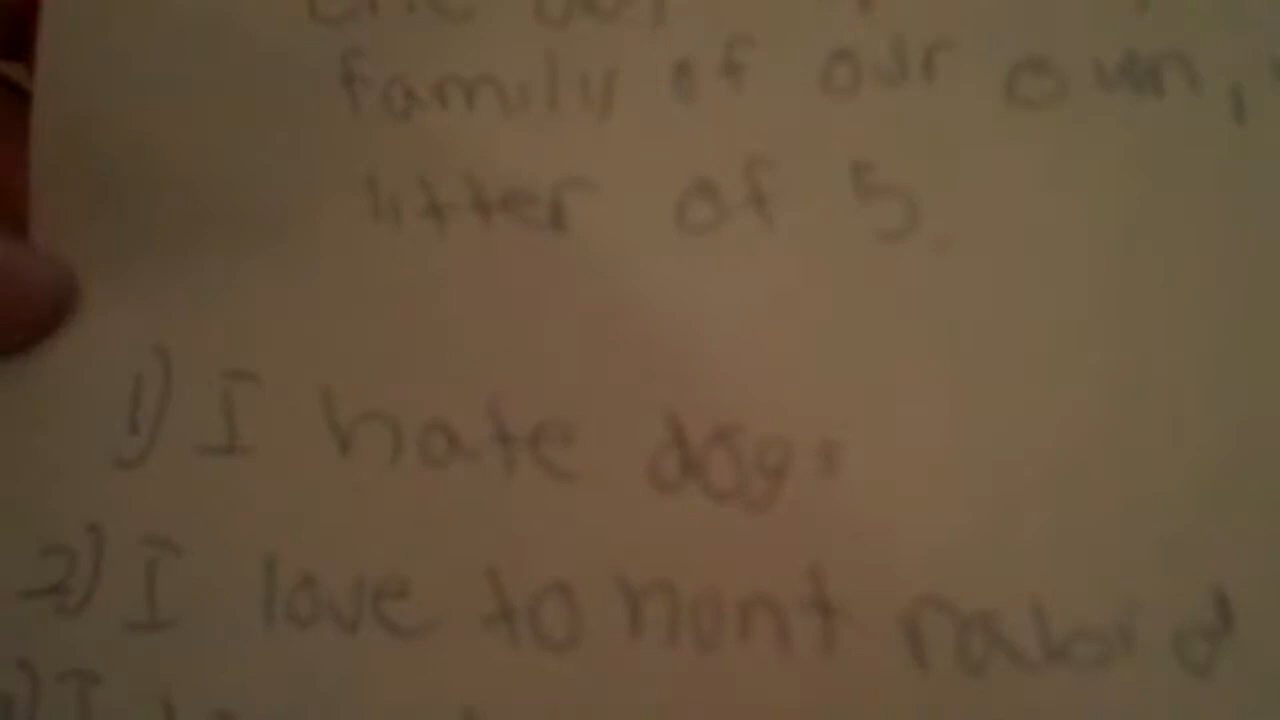 family of our own,
litter of 5.
1) I hate dogs
2) I love to hunt
I